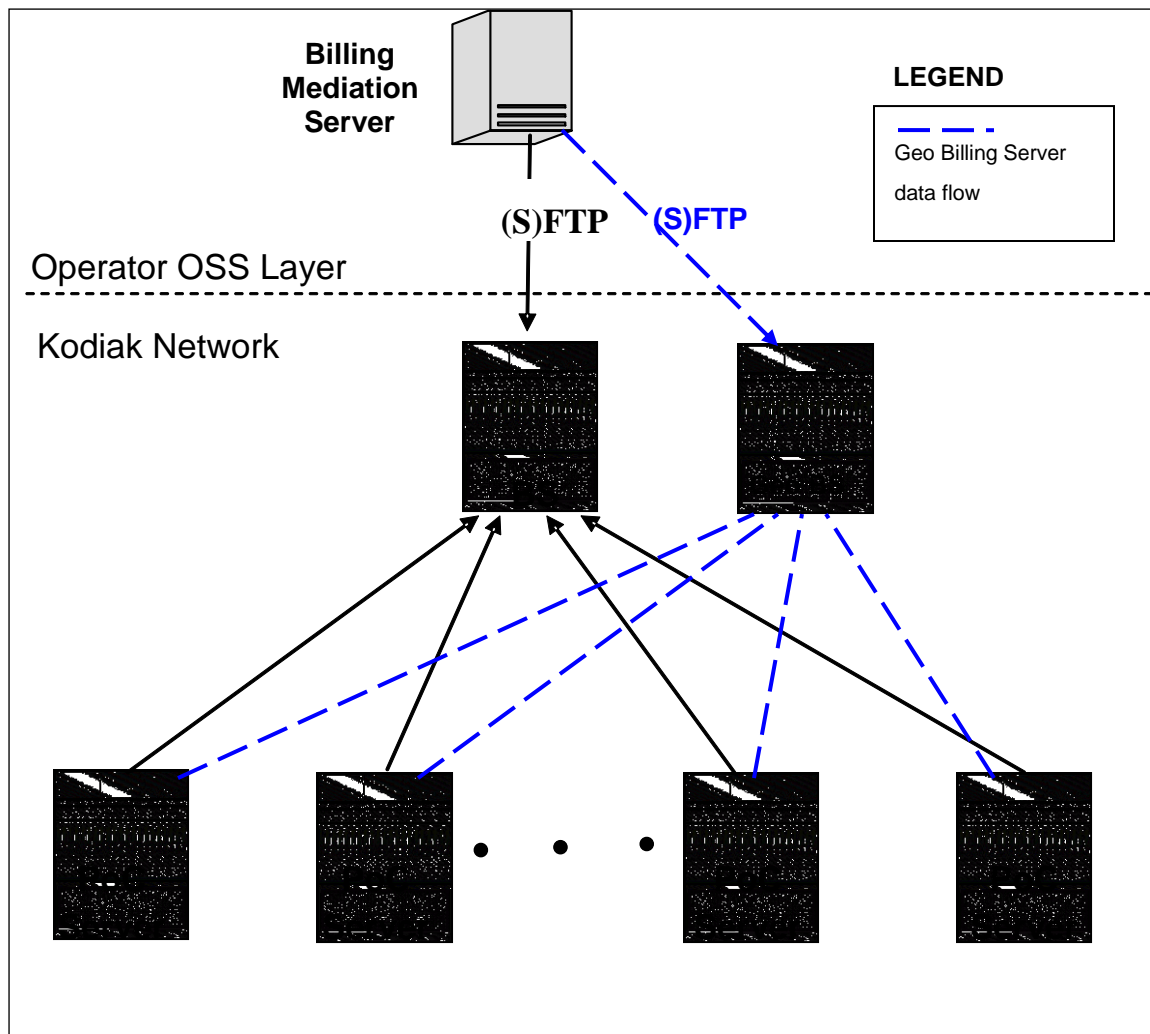 Billing
Mediation
Server
LEGEND
Geo Billing Server
data flow
(S)FTP
(S)FTP
Operator OSS Layer
Kodiak Network